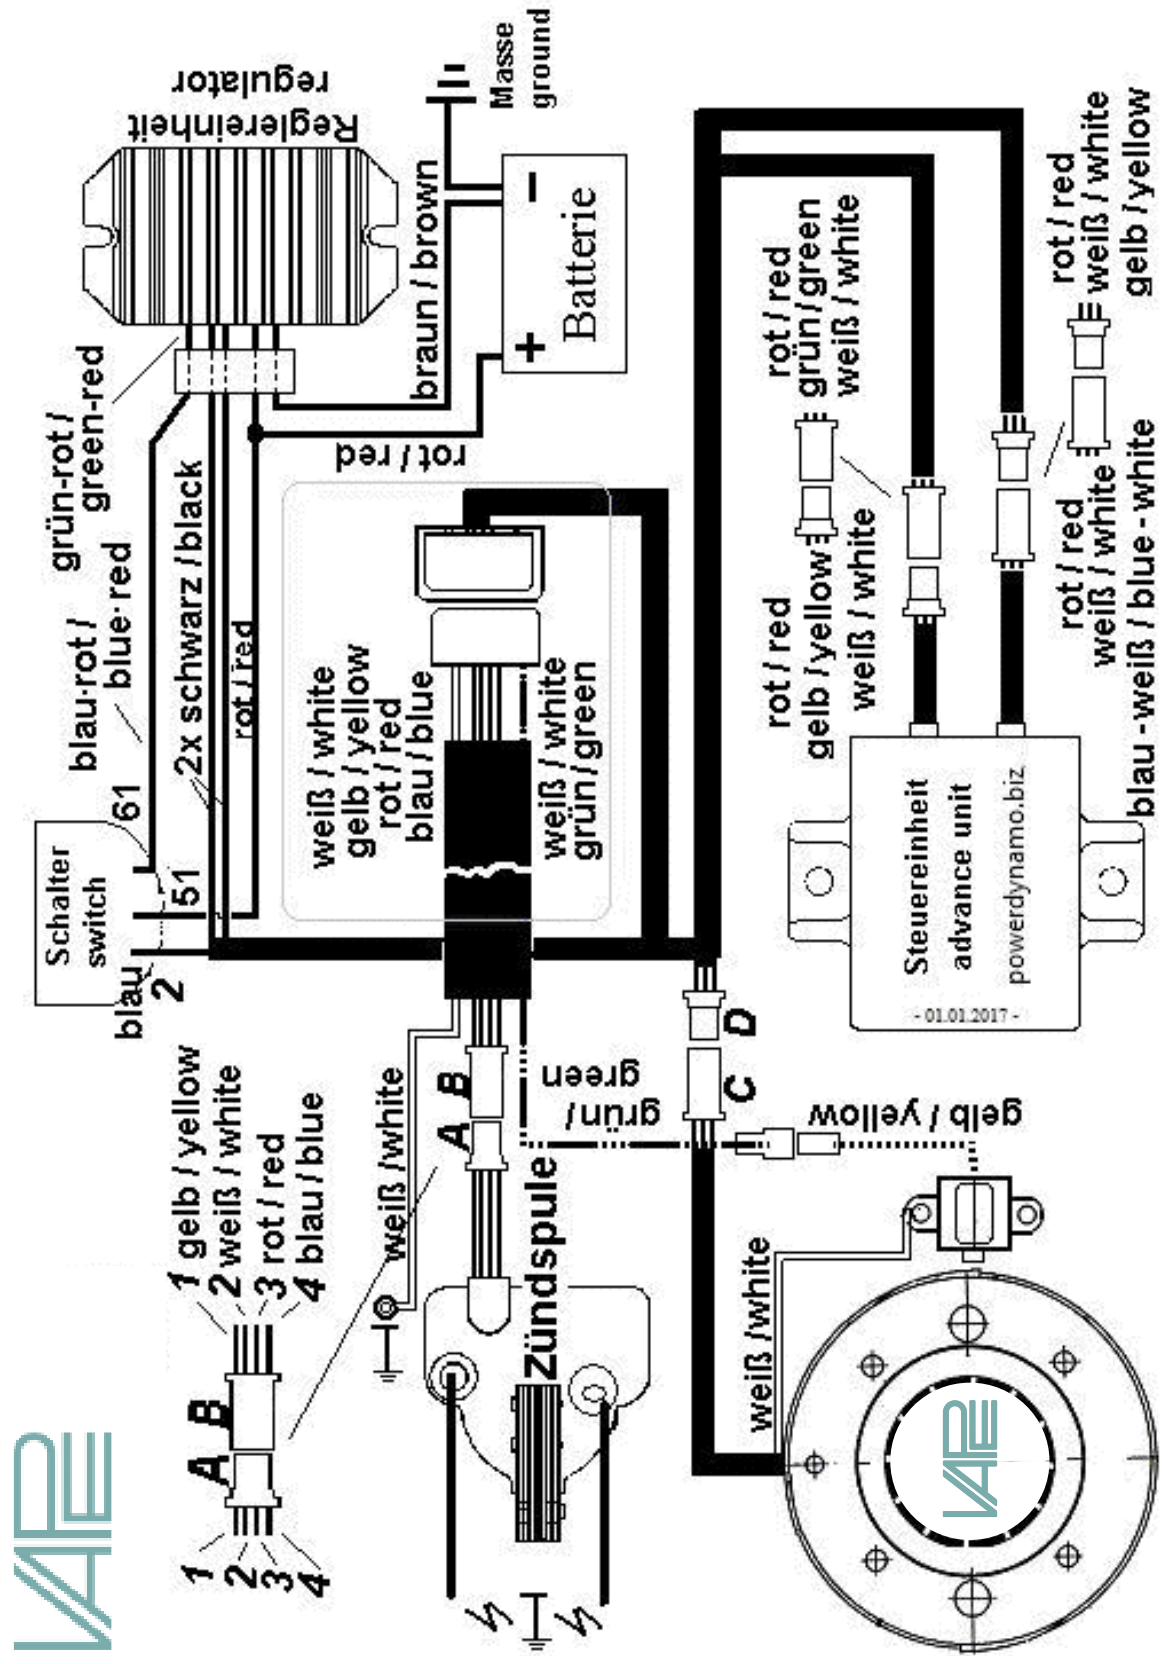 VAPE
Reglereinheit
regulator
Masse
ground
braun / brown
Batterie
+
-
rot / red
grün-rot /
green-red
blau-rot /
blue-red
2x schwarz / black
rot / red
61
51
Schalter
switch
blau
2
weiß / white
gelb / yellow
rot / red
blau / blue
weiß / white
grün/green
1 gelb / yellow
2 weiß / white
3 rot / red
4 blau / blue
A B
1
2
3
4
weiß /white
A B
Zündspule
grün/
green
C D
gelb / yellow
weiß /white
VAPE
rot / red
grün/green
weiß / white
rot / red
gelb / yellow
weiß / white
rot / red
weiß / white
gelb / yellow
rot / red
weiß / white
blau -weiß / blue - white
Steuereinheit
advance unit
powerdynamo.biz
- 01.01.2017 -